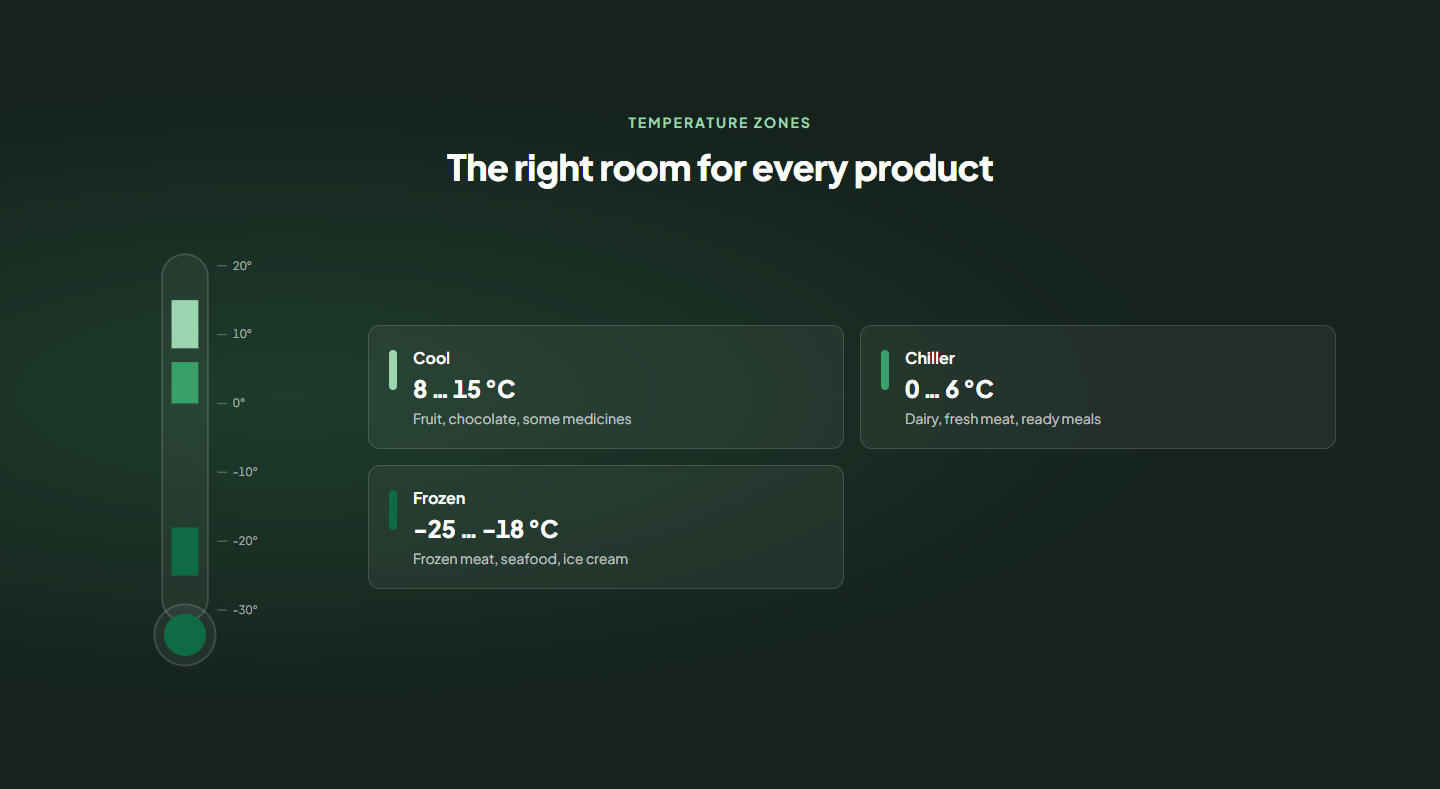 TEMPERATURE ZONES
The right room for every product
20°
10°
0°
-10°
-20°
-30°
Cool
8 … 15 °C
Fruit, chocolate, some medicines
Chiller
0 … 6 °C
Dairy, fresh meat, ready meals
Frozen
−25 … −18 °C
Frozen meat, seafood, ice cream